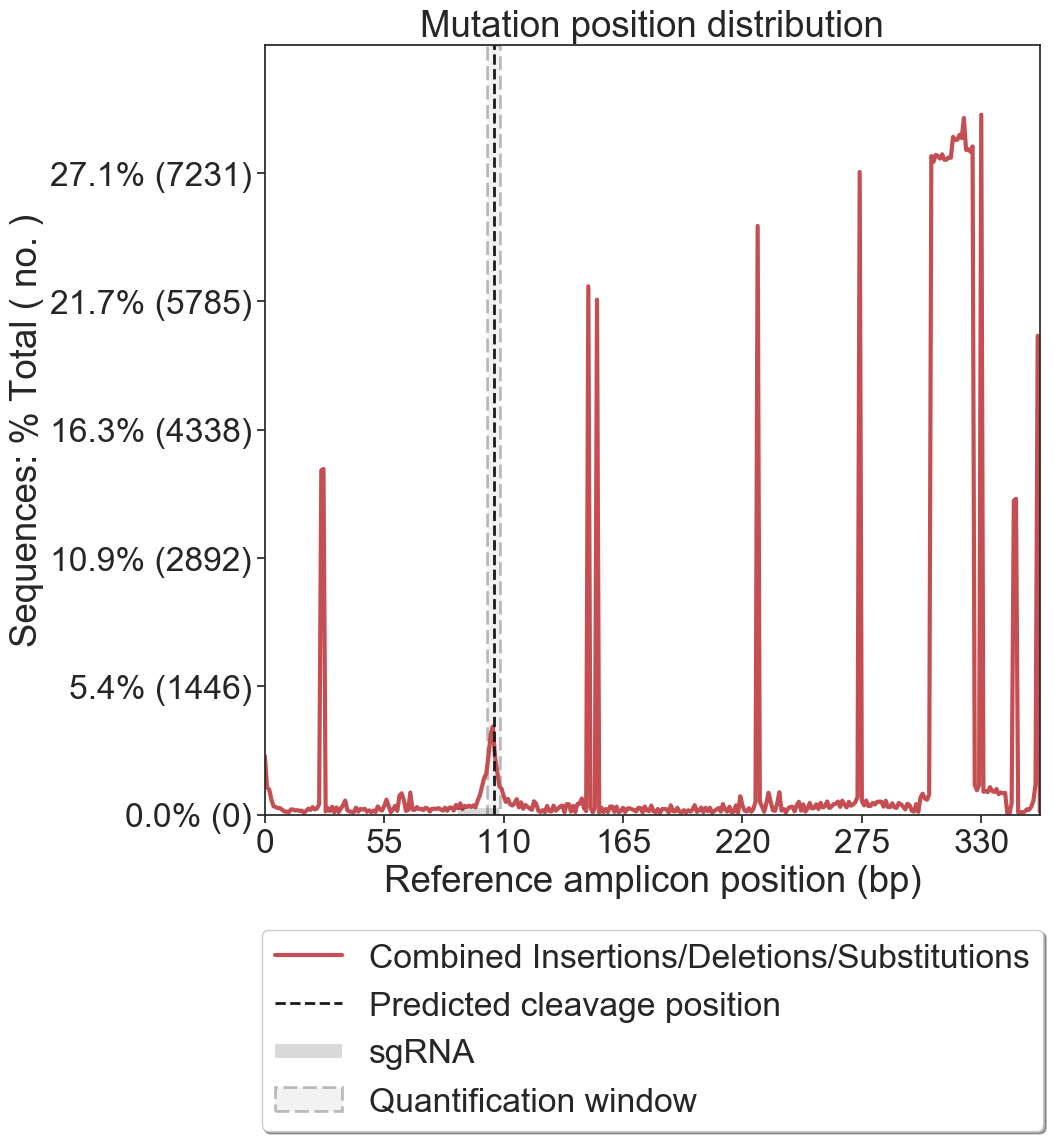 Mutation position distribution
Sequences: % Total ( no. )
27.1% (7231)
21.7% (5785)
16.3% (4338)
10.9% (2892)
5.4% (1446)
0.0% (0)
0 55 110 165 220 275 330
Reference amplicon position (bp)
Combined Insertions/Deletions/Substitutions
Predicted cleavage position
sgRNA
Quantification window